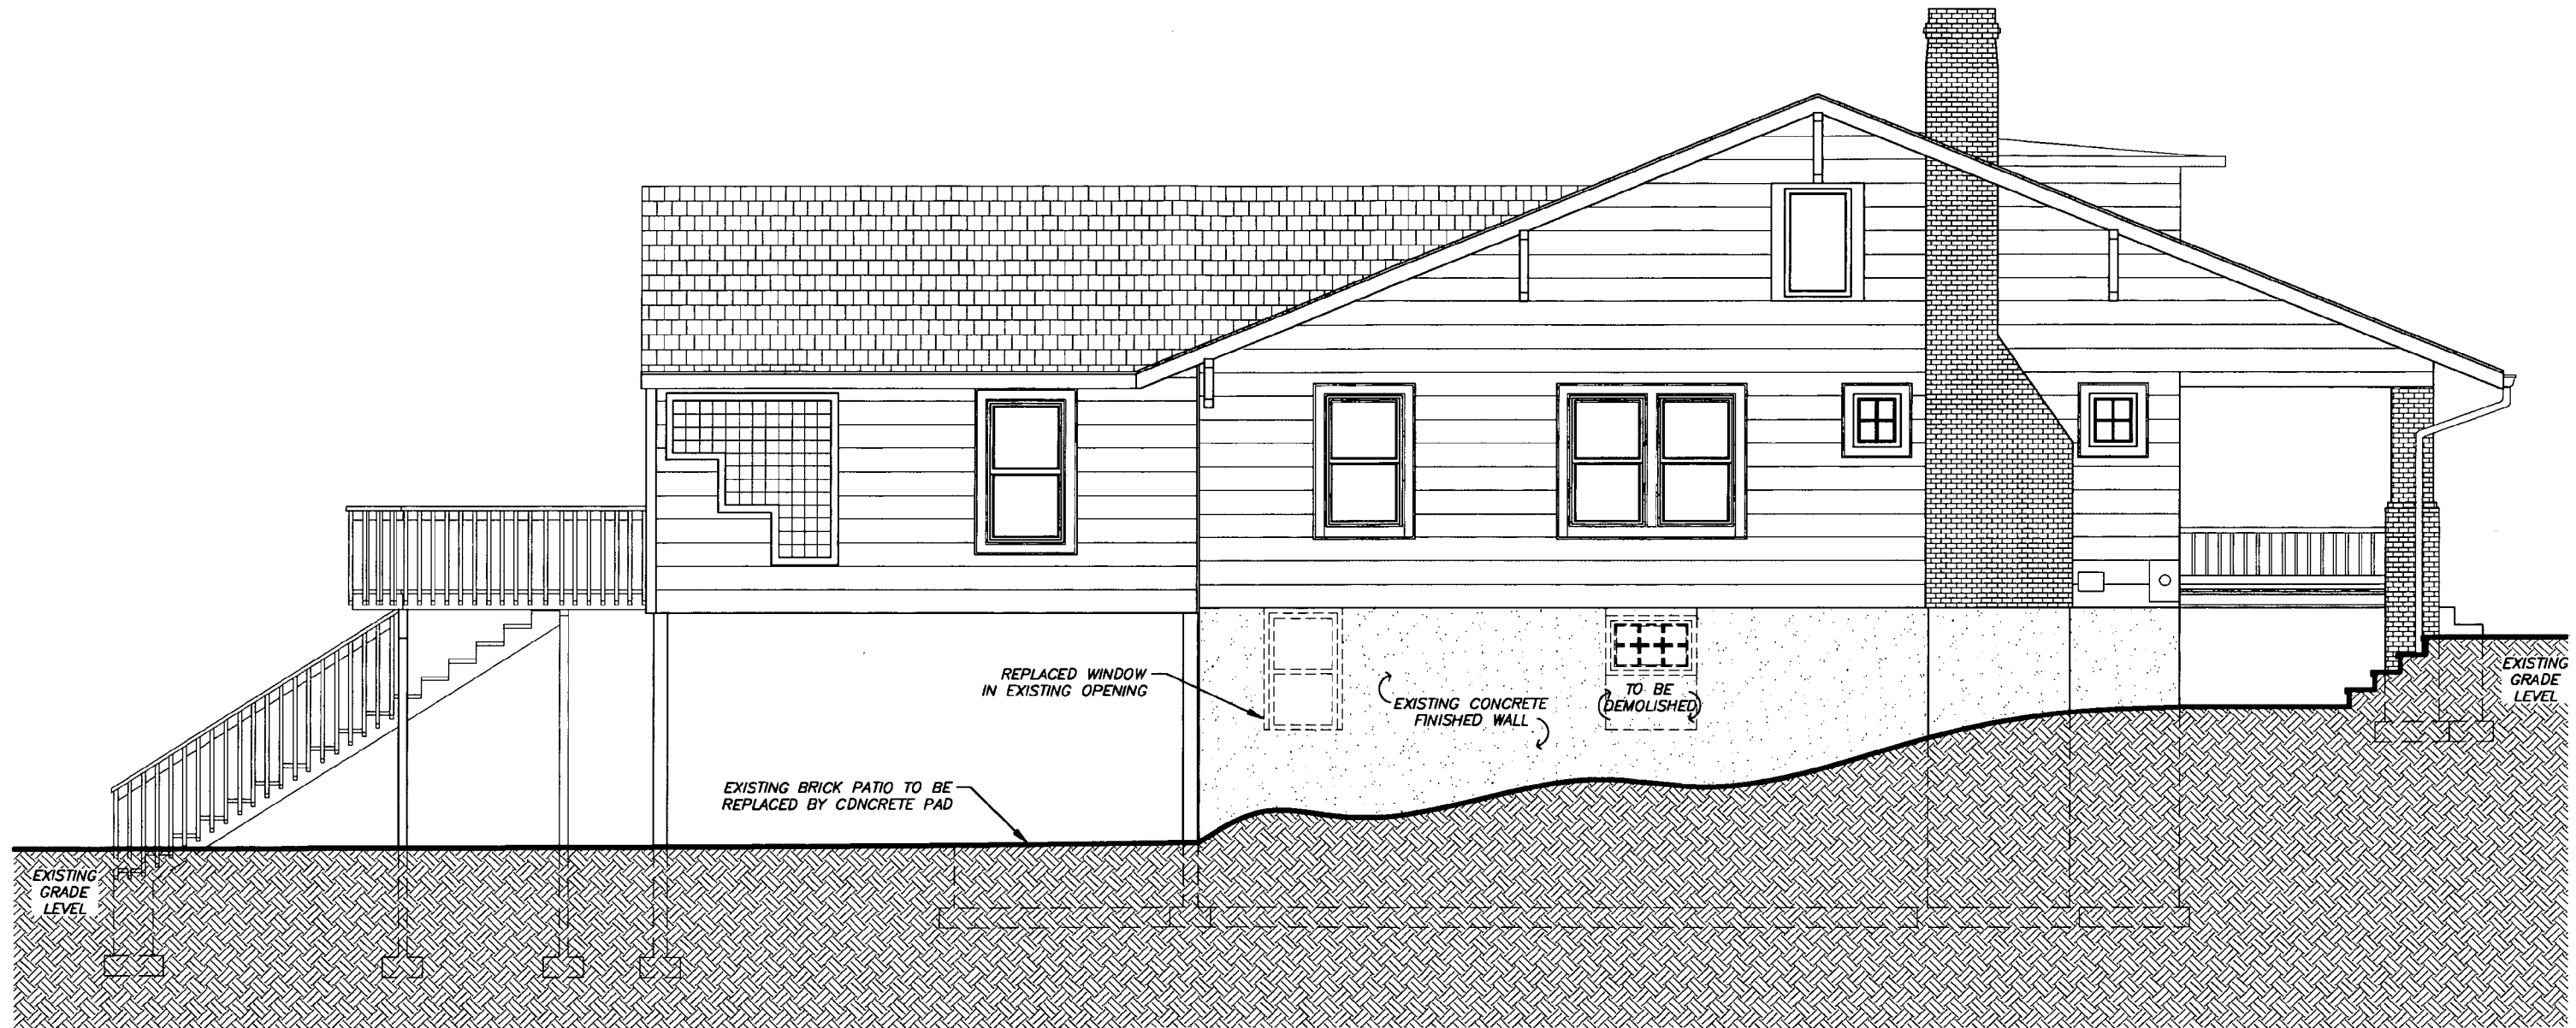 REPLACED WINDOW
IN EXISTING OPENING
EXISTING CONCRETE
FINISHED WALL
TO BE
DEMOLISHED
EXISTING
GRADE
LEVEL
EXISTING BRICK PATIO TO BE
REPLACED BY CONCRETE PAD
EXISTING
GRADE
LEVEL